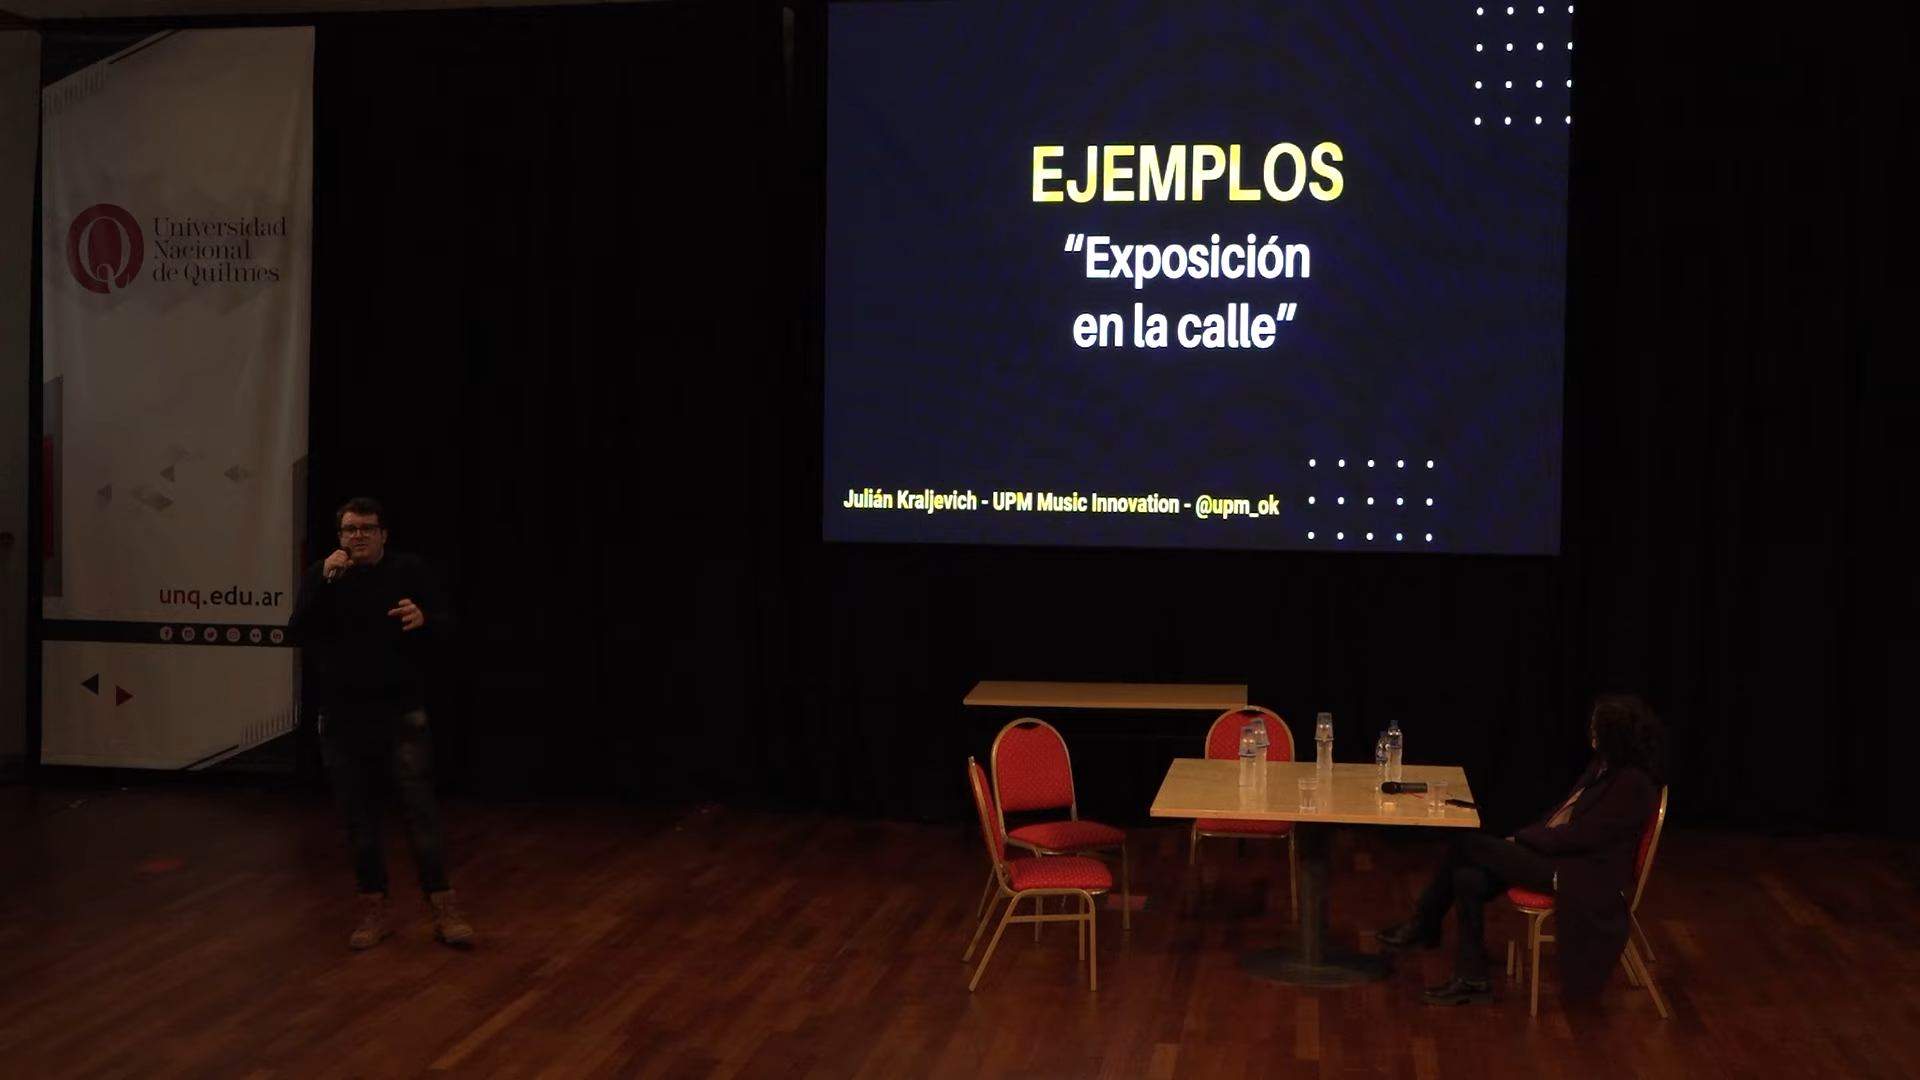 Universidad
Nacional
de Quilmes
unq.edu.ar
EJEMPLOS
“Exposición
en la calle”
Julián Kraljevich - UPM Music Innovation - @upm_ok